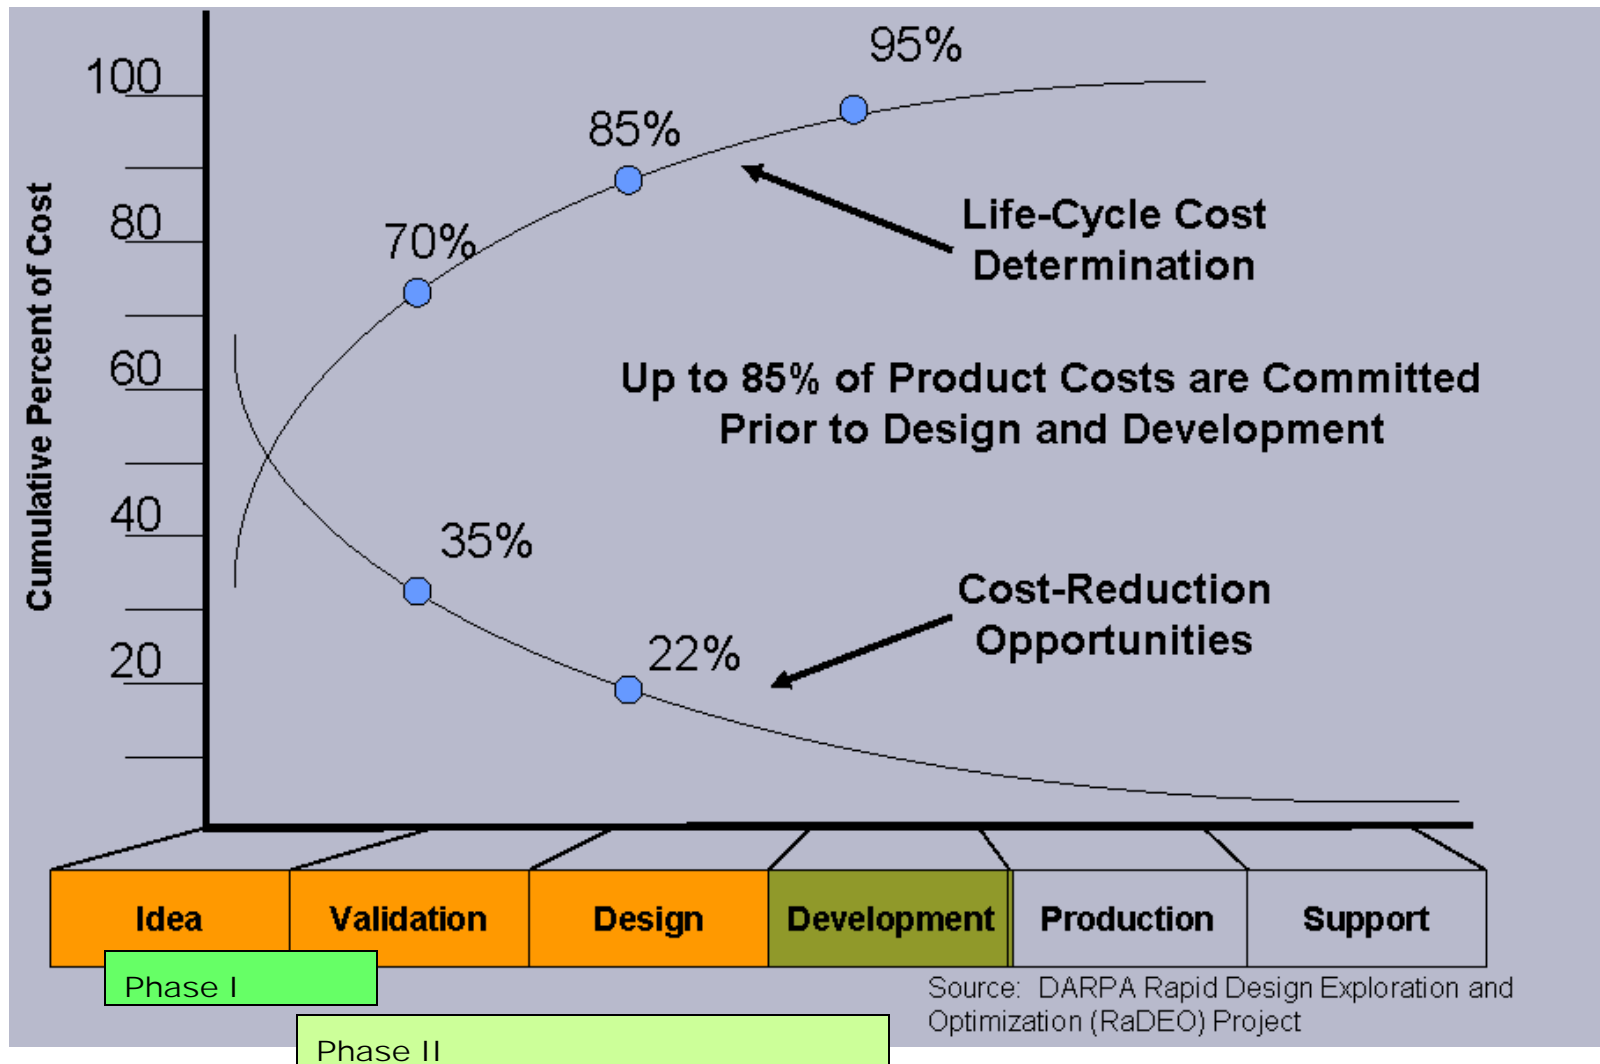 95%
100
85%
Life-Cycle Cost
Determination
80
70%
Cumulative Percent of Cost
60
Up to 85% of Product Costs are Committed
Prior to Design and Development
40
35%
Cost-Reduction
Opportunities
22%
20
Idea
Validation
Design
Development
Production
Support
Phase I
Source: DARPA Rapid Design Exploration and
Optimization (RaDEO) Project
Phase II